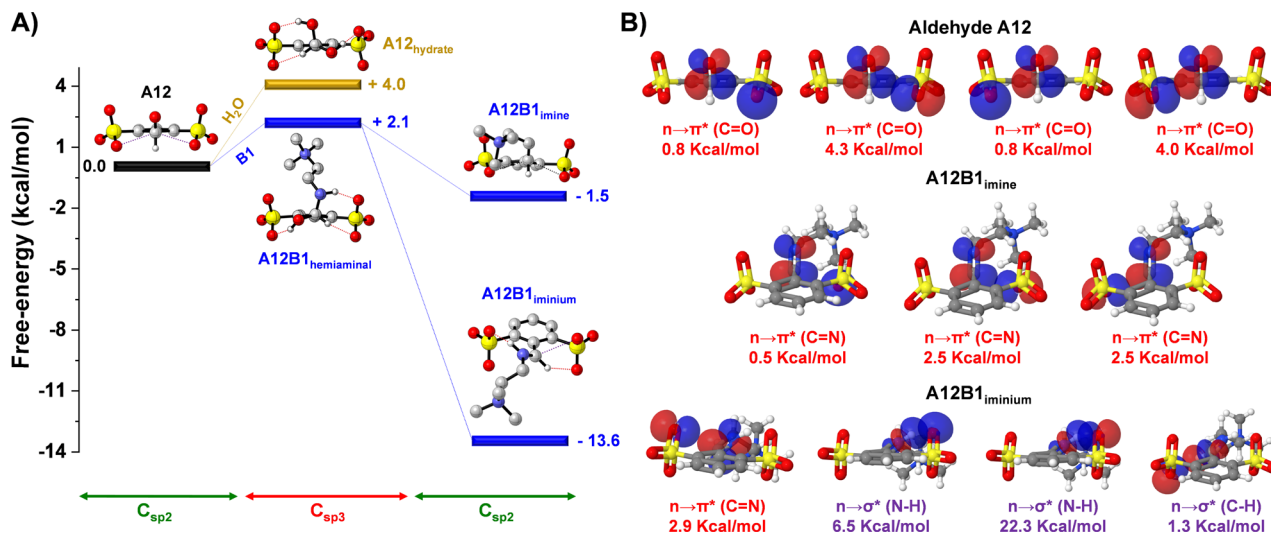 A)
Free-energy (kcal/mol)
4
1
-2
-5
-8
-11
-14
A12
0.0
H2O
B1
A12hydrate
+ 4.0
+ 2.1
A12B1hemiaminal
A12B1imine
- 1.5
A12B1iminium
- 13.6
Csp2
Csp3
Csp2
B)
Aldehyde A12
n→π* (C=O)
0.8 Kcal/mol
n→π* (C=O)
4.3 Kcal/mol
n→π* (C=O)
0.8 Kcal/mol
n→π* (C=O)
4.0 Kcal/mol
A12B1imine
n→π* (C=N)
0.5 Kcal/mol
n→π* (C=N)
2.5 Kcal/mol
n→π* (C=N)
2.5 Kcal/mol
A12B1iminium
n→π* (C=N)
2.9 Kcal/mol
n→σ* (N-H)
6.5 Kcal/mol
n→σ* (N-H)
22.3 Kcal/mol
n→σ* (C-H)
1.3 Kcal/mol